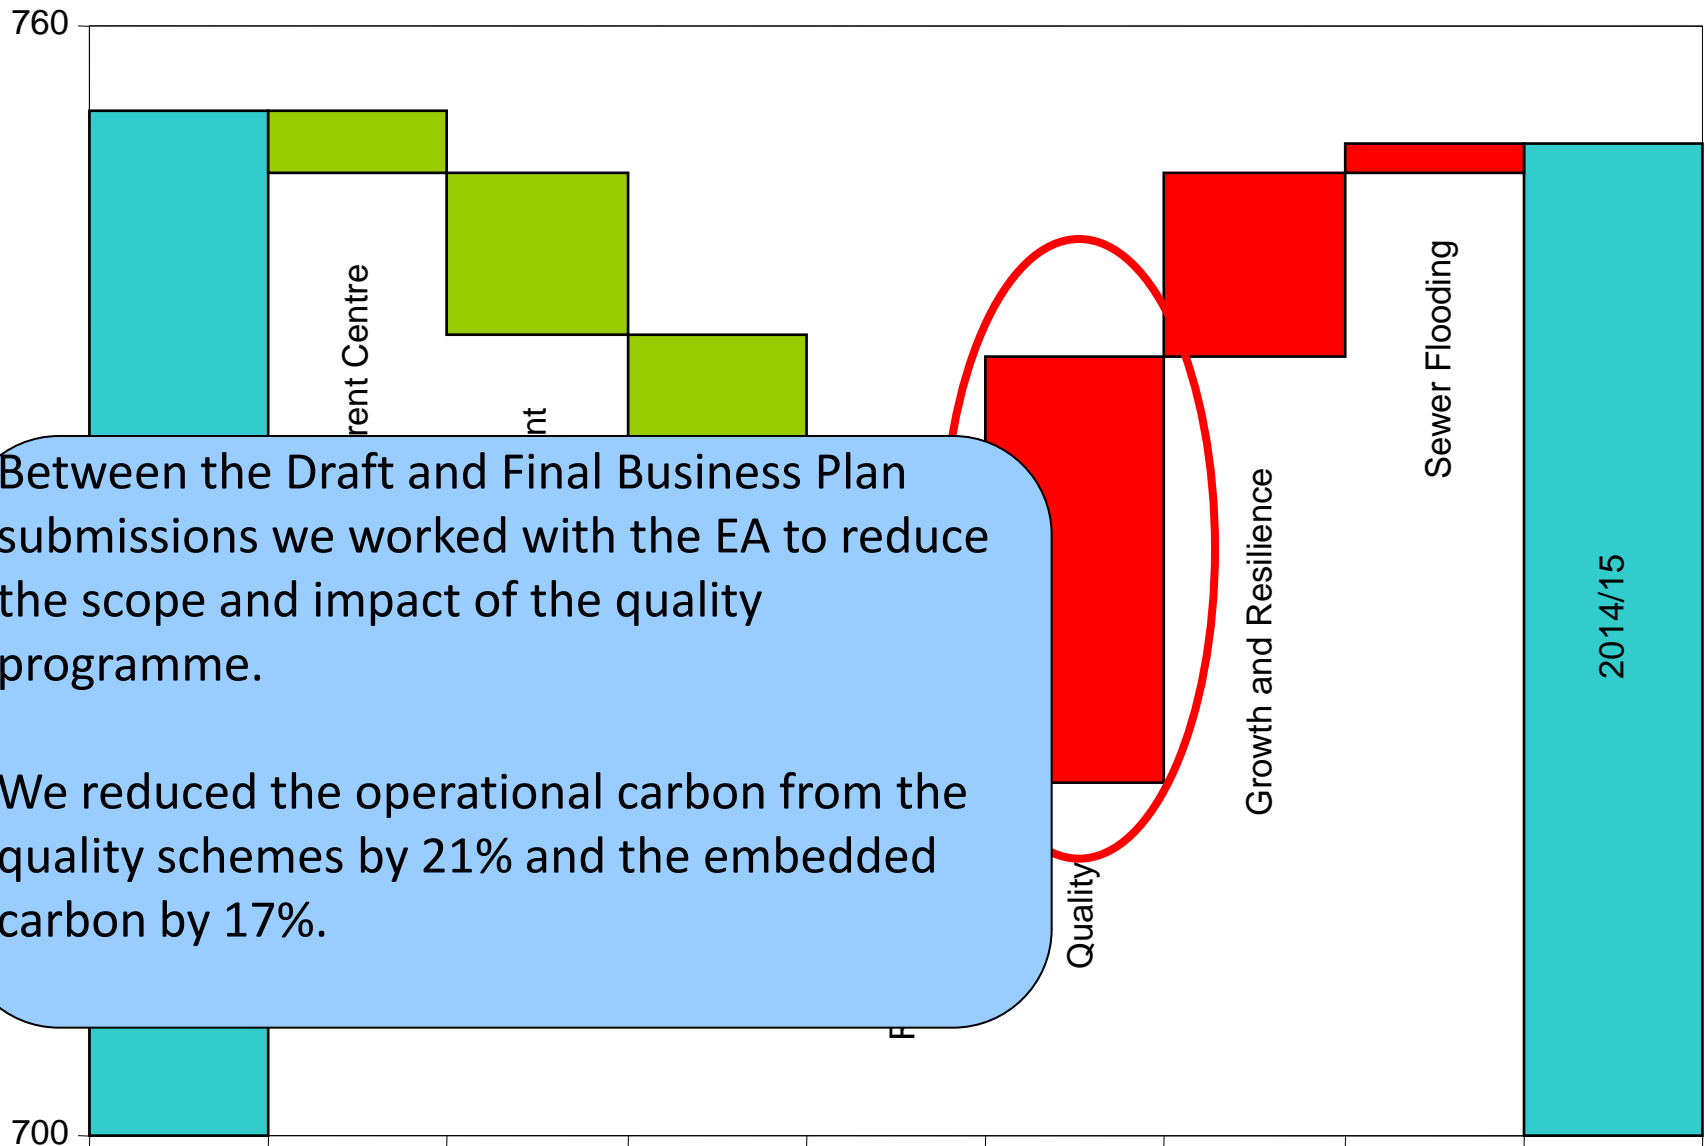 760
Centre
Sewer Flooding
Between the Draft and Final Business Plan
submissions we worked with the EA to reduce
the scope and impact of the quality
programme.
We reduced the operational carbon from the
quality schemes by 21% and the embedded
carbon by 17%.
Growth and Resilience
2014/15
Quality
700